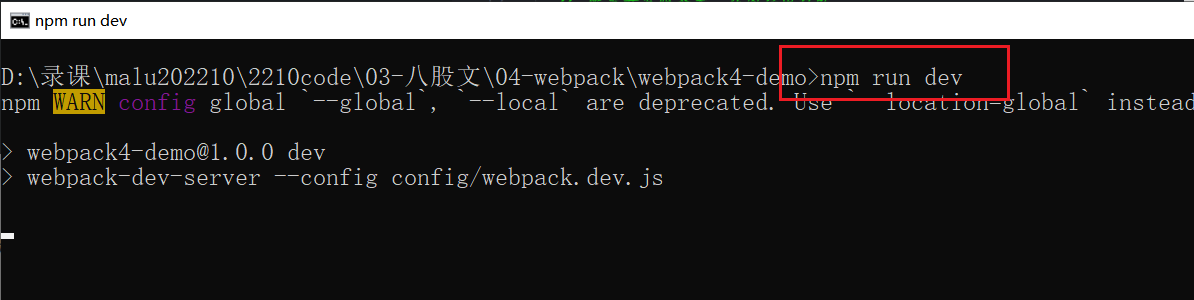 npm run dev
D:\录课\malu202210\2210code\03-八股文\04-webpack\webpack4-demo>npm run dev
npm WARN config global `--global`, `--local` are deprecated. Use `--location=global` instead
> webpack4-demo@1.0.0 dev
> webpack-dev-server --config config/webpack.dev.js